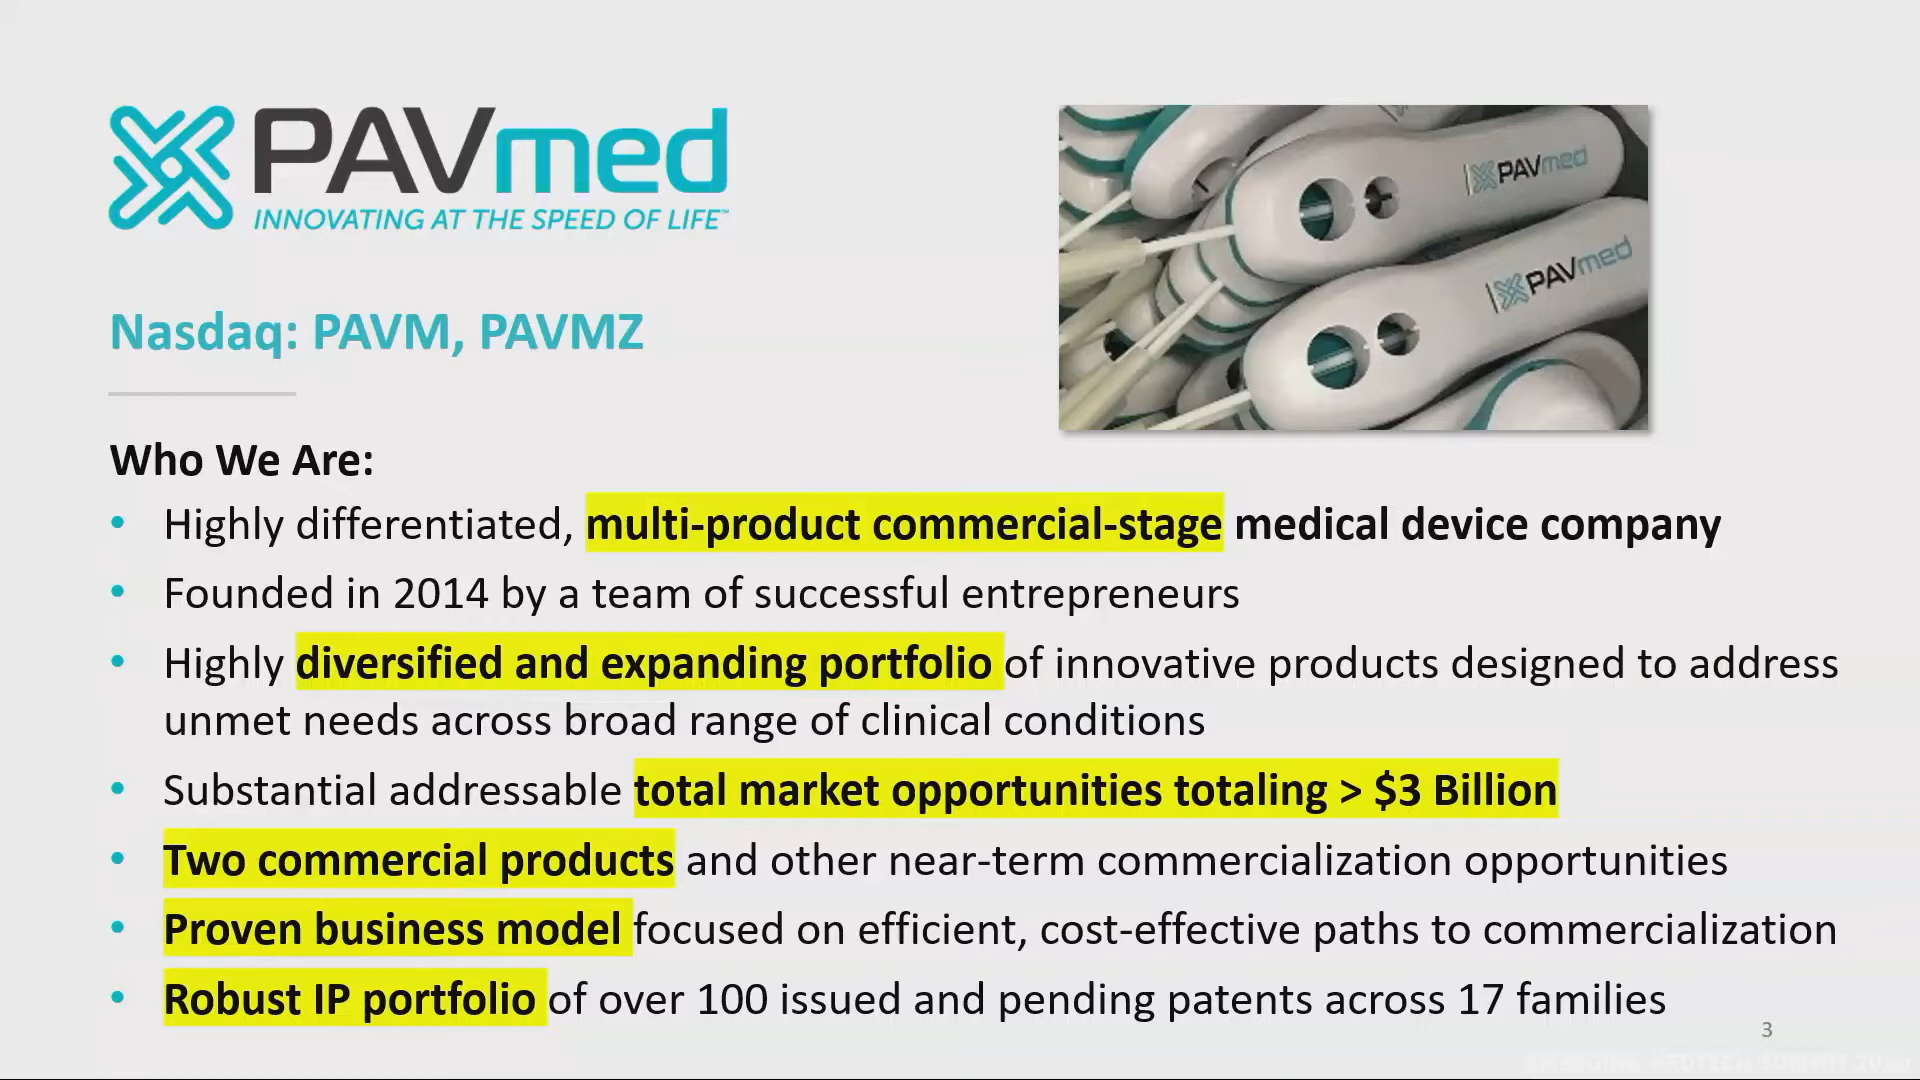 PAVmed
INNOVATING AT THE SPEED OF LIFE™
PAVmed
PAVmed
Nasdaq: PAVM, PAVMZ
Who We Are:
• Highly differentiated, multi-product commercial-stage medical device company
• Founded in 2014 by a team of successful entrepreneurs
• Highly diversified and expanding portfolio of innovative products designed to address
unmet needs across broad range of clinical conditions
• Substantial addressable total market opportunities totaling > $3 Billion
• Two commercial products and other near-term commercialization opportunities
• Proven business model focused on efficient, cost-effective paths to commercialization
• Robust IP portfolio of over 100 issued and pending patents across 17 families
3
EMERGING MEDTECH SUMMIT